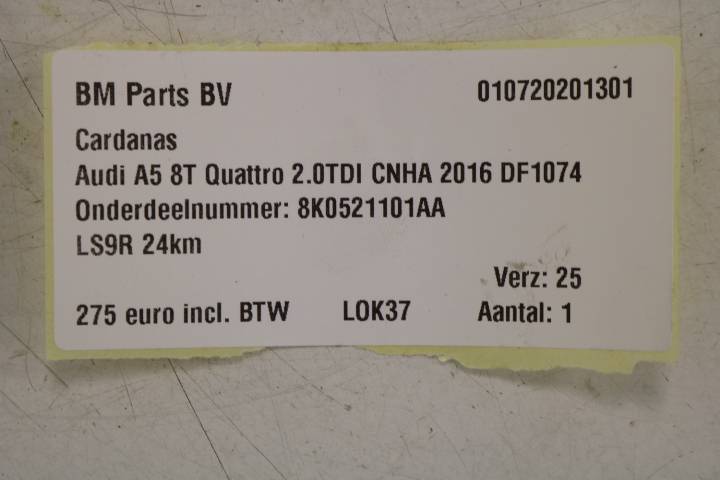 BM Parts BV 010720201301
Cardanas
Audi A5 8T Quattro 2.0TDI CNHA 2016 DF1074
Onderdeelnummer: 8K0521101AA
LS9R 24km
Verz: 25
275 euro incl. BTW LOK37 Aantal: 1